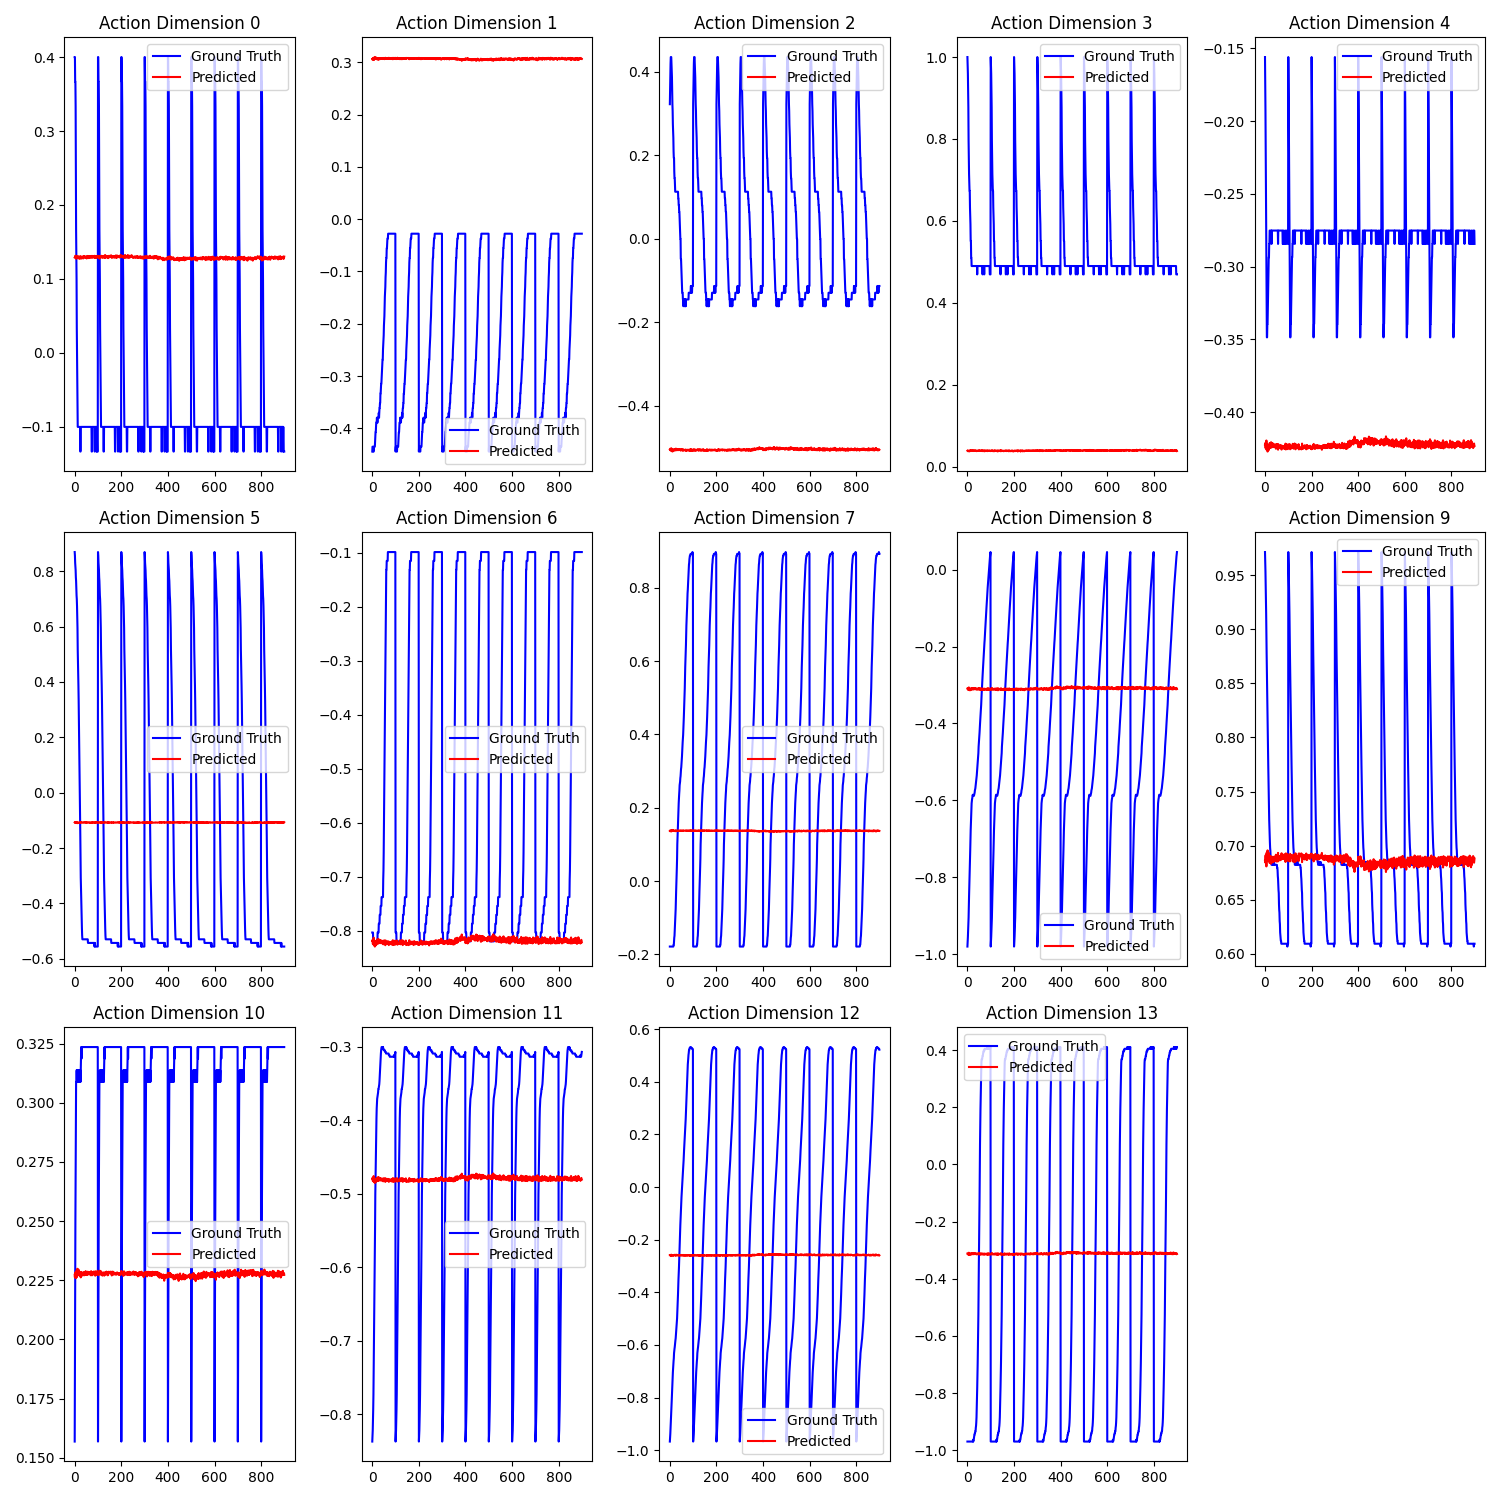 Action Dimension 0
0.4
0.3
0.2
0.1
0.0
−0.1
0 200 400 600 800
Ground Truth
Predicted
Action Dimension 1
0.3
0.2
0.1
0.0
−0.1
−0.2
−0.3
−0.4
0 200 400 600 800
Ground Truth
Predicted
Action Dimension 2
0.4
0.2
0.0
−0.2
−0.4
0 200 400 600 800
Ground Truth
Predicted
Action Dimension 3
1.0
0.8
0.6
0.4
0.2
0.0
0 200 400 600 800
Ground Truth
Predicted
Action Dimension 4
−0.15
−0.20
−0.25
−0.30
−0.35
−0.40
0 200 400 600 800
Ground Truth
Predicted
Action Dimension 5
0.8
0.6
0.4
0.2
0.0
−0.2
−0.4
−0.6
0 200 400 600 800
Ground Truth
Predicted
Action Dimension 6
−0.1
−0.2
−0.3
−0.4
−0.5
−0.6
−0.7
−0.8
0 200 400 600 800
Ground Truth
Predicted
Action Dimension 7
0.8
0.6
0.4
0.2
0.0
−0.2
0 200 400 600 800
Ground Truth
Predicted
Action Dimension 8
0.0
−0.2
−0.4
−0.6
−0.8
−1.0
0 200 400 600 800
Ground Truth
Predicted
Action Dimension 9
0.95
0.90
0.85
0.80
0.75
0.70
0.65
0.60
0 200 400 600 800
Ground Truth
Predicted
Action Dimension 10
0.325
0.300
0.275
0.250
0.225
0.200
0.175
0.150
0 200 400 600 800
Ground Truth
Predicted
Action Dimension 11
−0.3
−0.4
−0.5
−0.6
−0.7
−0.8
0 200 400 600 800
Ground Truth
Predicted
Action Dimension 12
0.6
0.4
0.2
0.0
−0.2
−0.4
−0.6
−0.8
−1.0
0 200 400 600 800
Ground Truth
Predicted
Action Dimension 13
0.4
0.2
0.0
−0.2
−0.4
−0.6
−0.8
−1.0
0 200 400 600 800
Ground Truth
Predicted